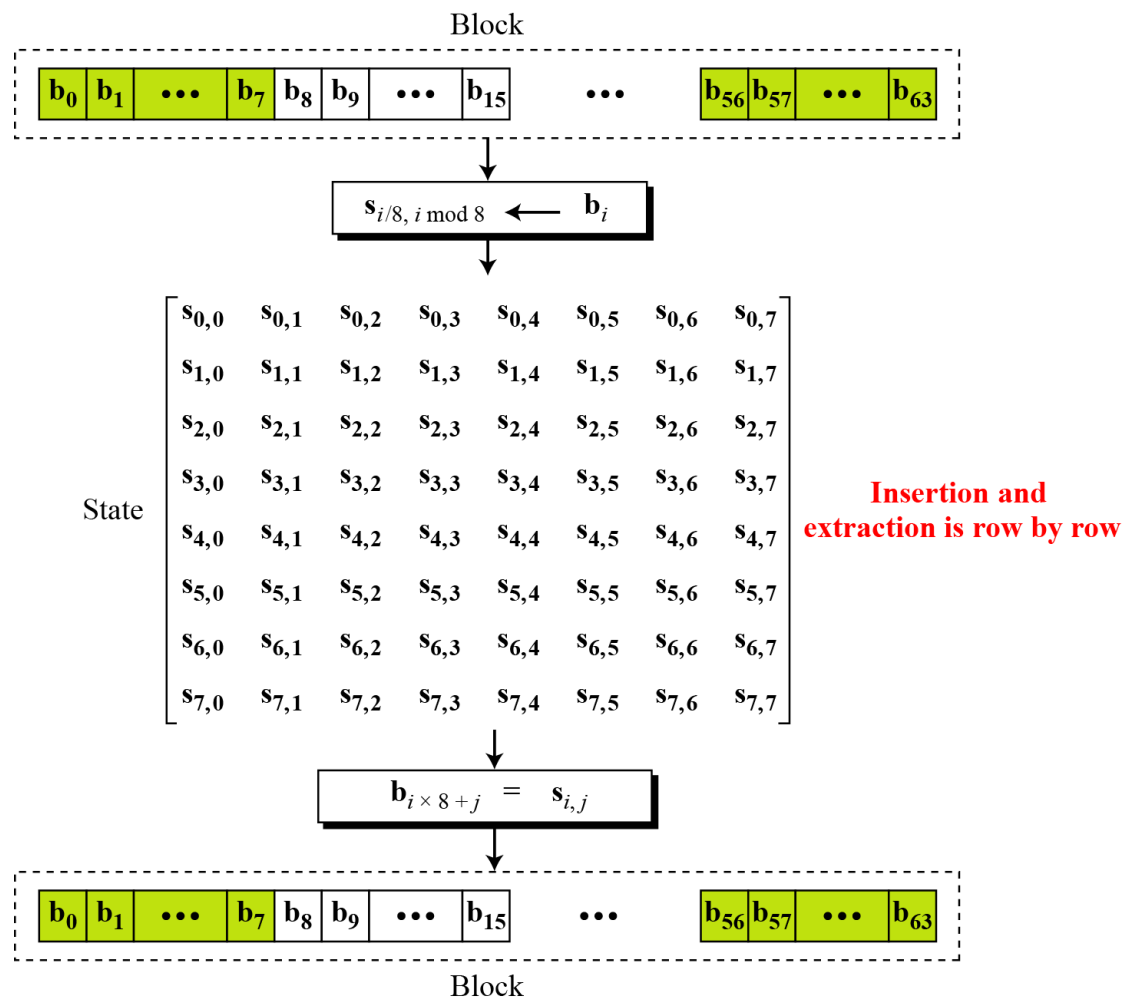 Block
b0 b1 ••• b7 b8 b9 ••• b15 ••• b56 b57 ••• b63
s i/8, i mod 8 ← b i
s0,0 s0,1 s0,2 s0,3 s0,4 s0,5 s0,6 s0,7
s1,0 s1,1 s1,2 s1,3 s1,4 s1,5 s1,6 s1,7
s2,0 s2,1 s2,2 s2,3 s2,4 s2,5 s2,6 s2,7
s3,0 s3,1 s3,2 s3,3 s3,4 s3,5 s3,6 s3,7
State
Insertion and
extraction is row by row
s4,0 s4,1 s4,2 s4,3 s4,4 s4,5 s4,6 s4,7
s5,0 s5,1 s5,2 s5,3 s5,4 s5,5 s5,6 s5,7
s6,0 s6,1 s6,2 s6,3 s6,4 s6,5 s6,6 s6,7
s7,0 s7,1 s7,2 s7,3 s7,4 s7,5 s7,6 s7,7
b i × 8 + j = s i, j
b0 b1 ••• b7 b8 b9 ••• b15 ••• b56 b57 ••• b63
Block